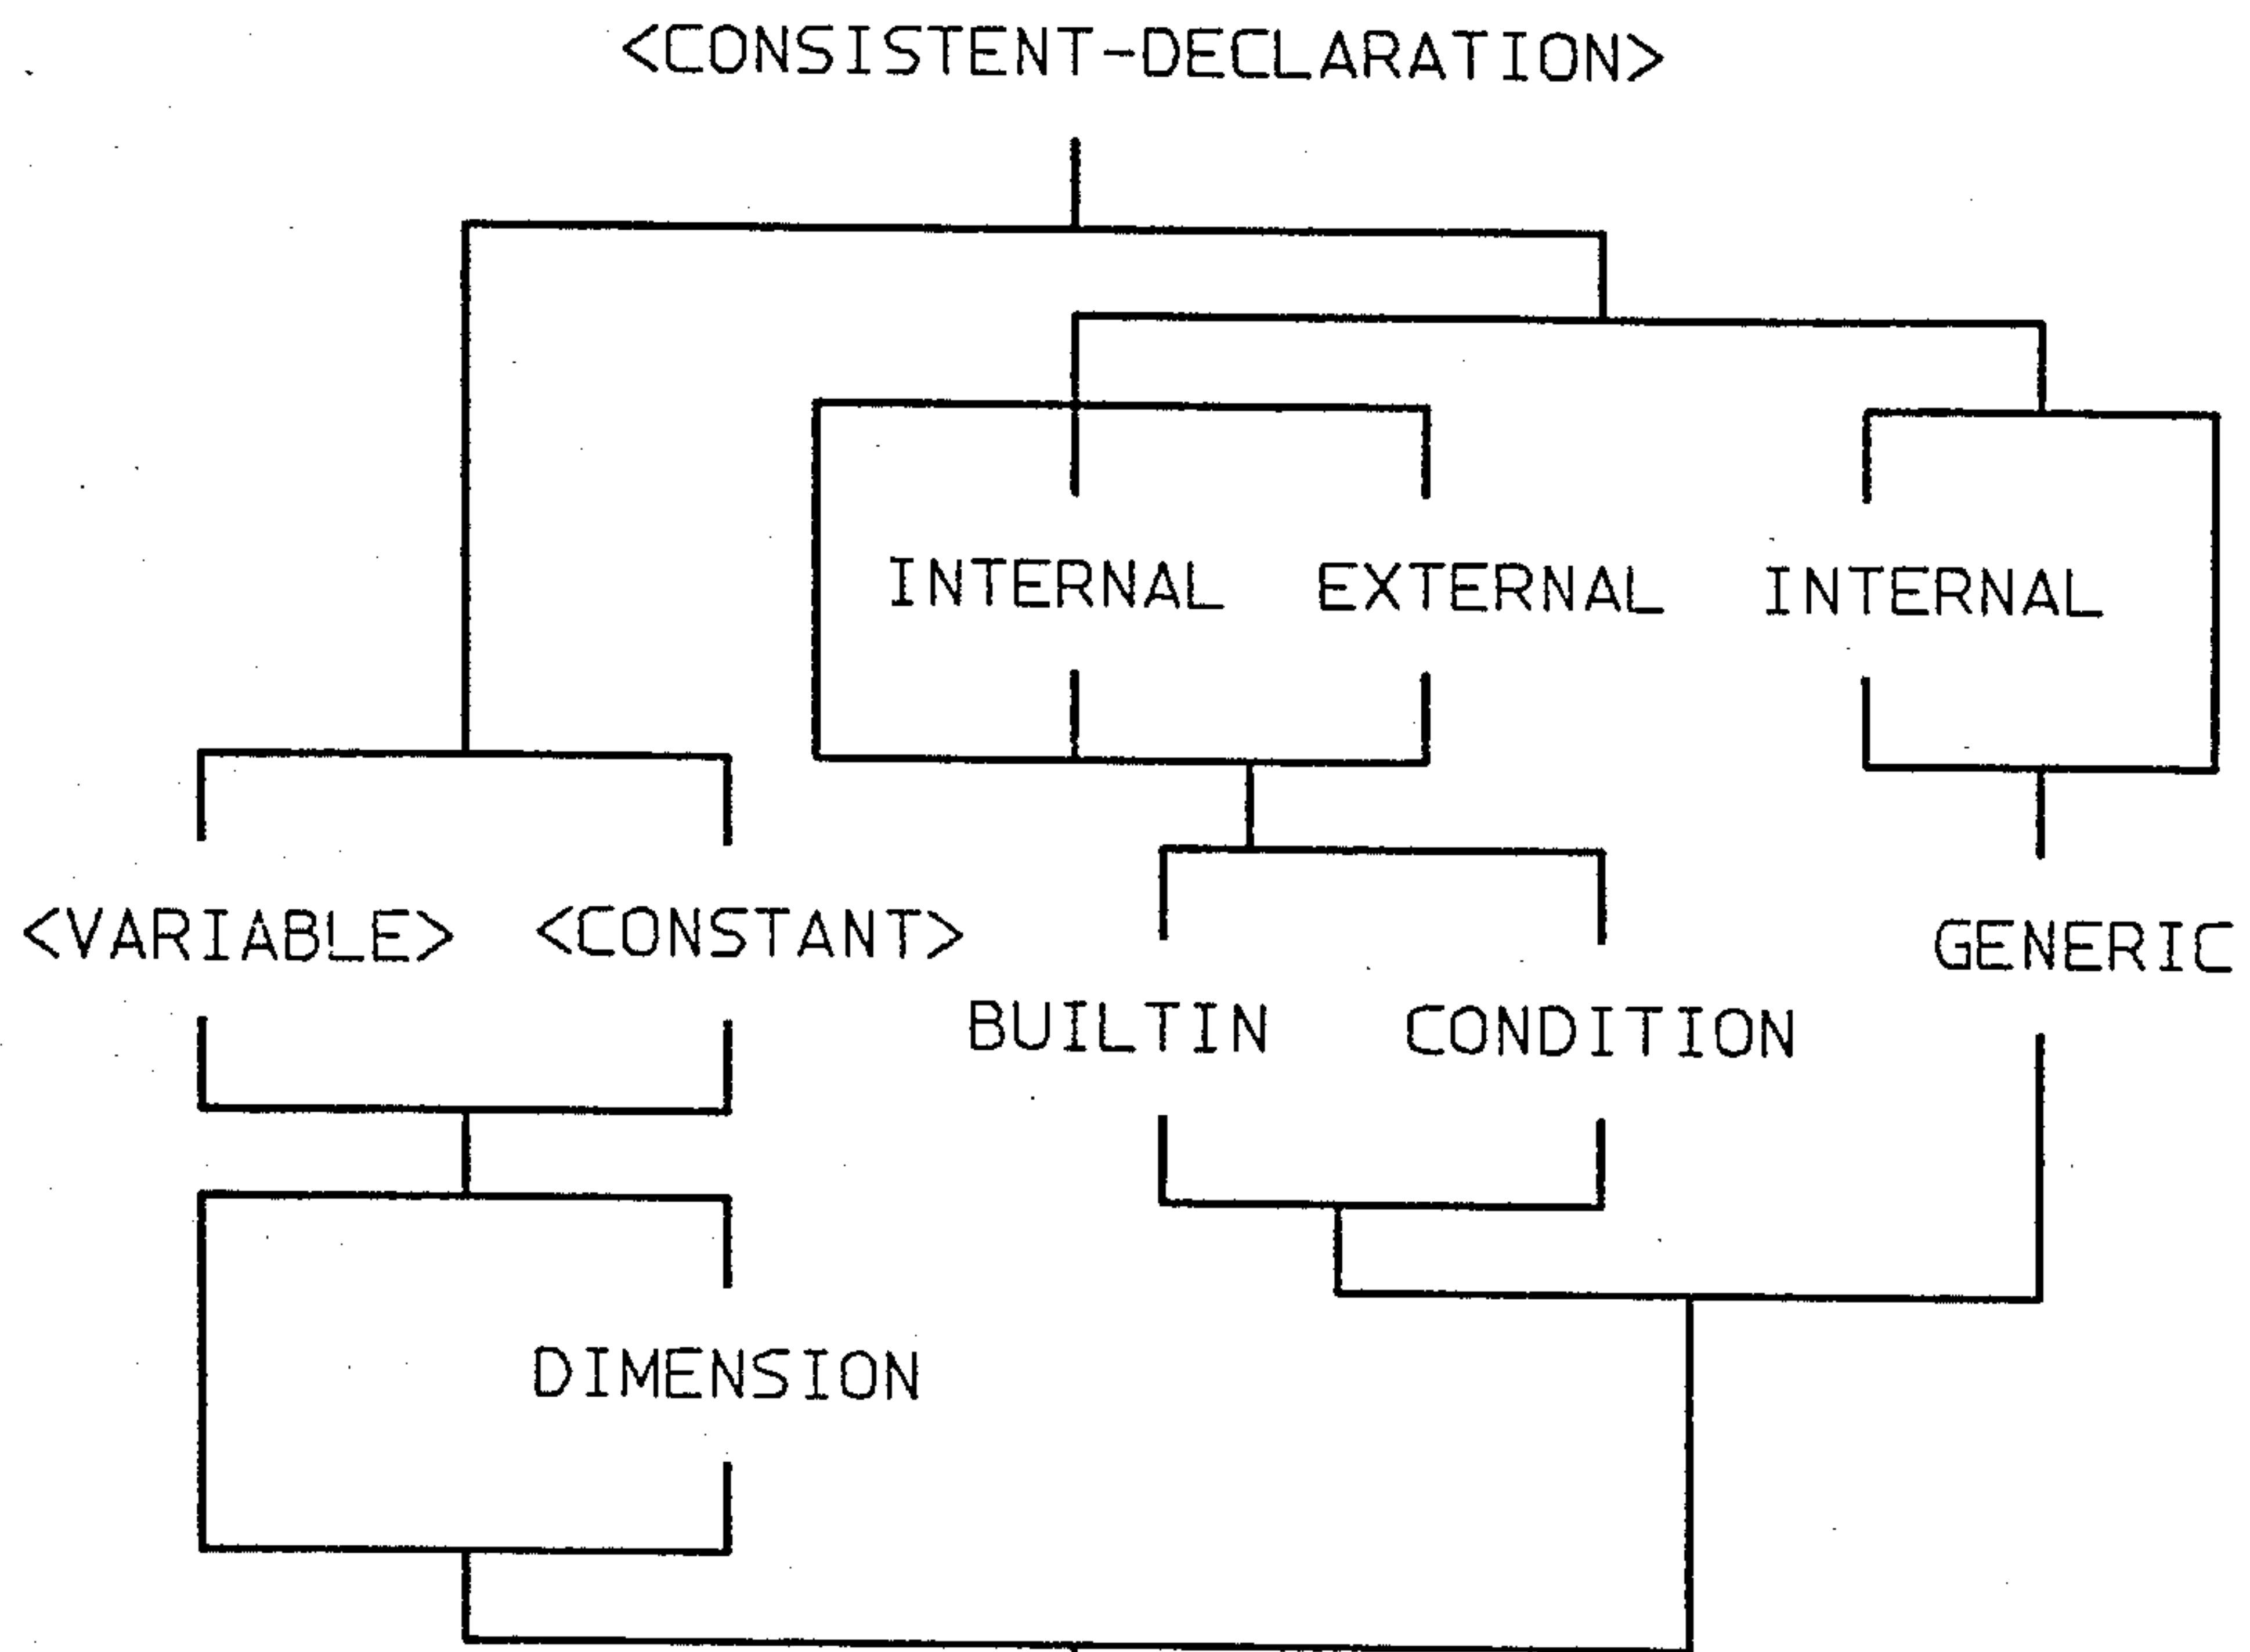 <CONSISTENT-DECLARATION>
INTERNAL EXTERNAL INTERNAL
<VARIABLE> <CONSTANT> GENERIC
BUILTIN CONDITION
DIMENSION